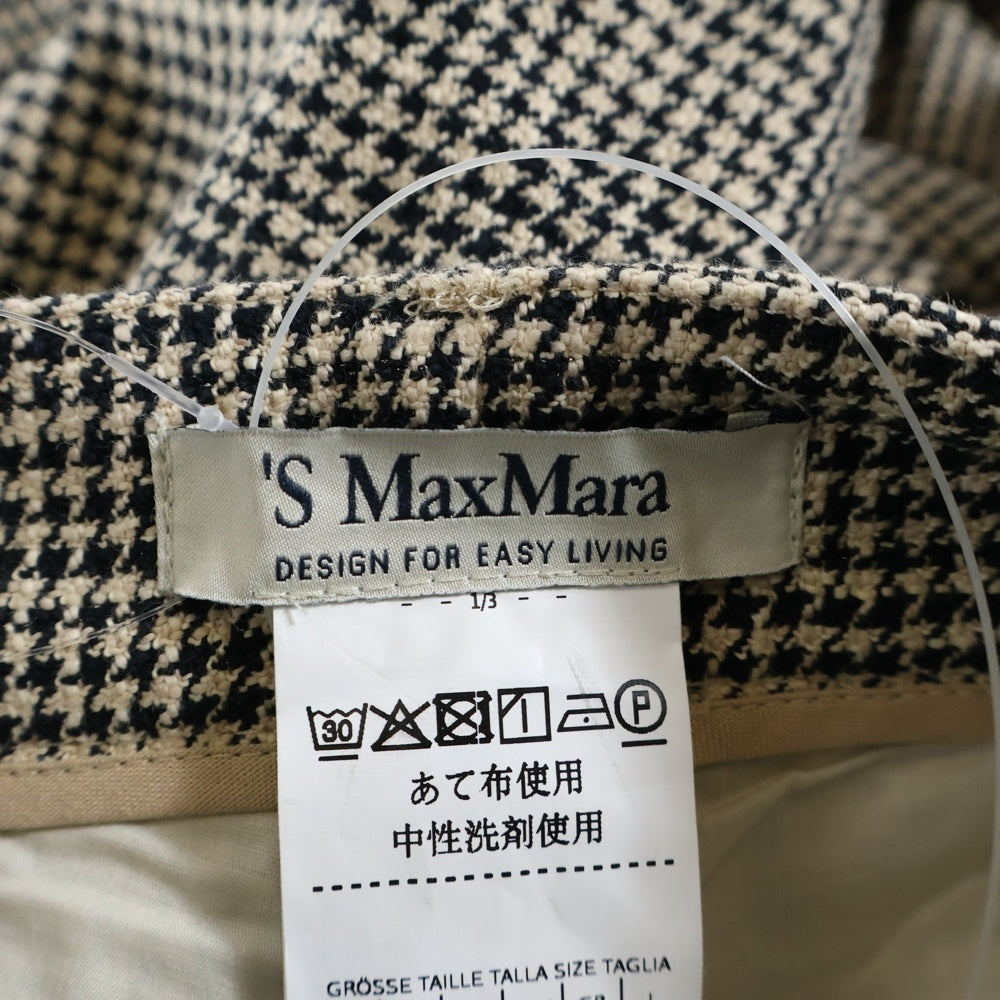 'S MaxMara
DESIGN FOR EASY LIVING
- - 1/3 - -
30 P
あて布使用
中性洗剤使用
GRÖSSE TAILLE TALLA SIZE TAGLIA